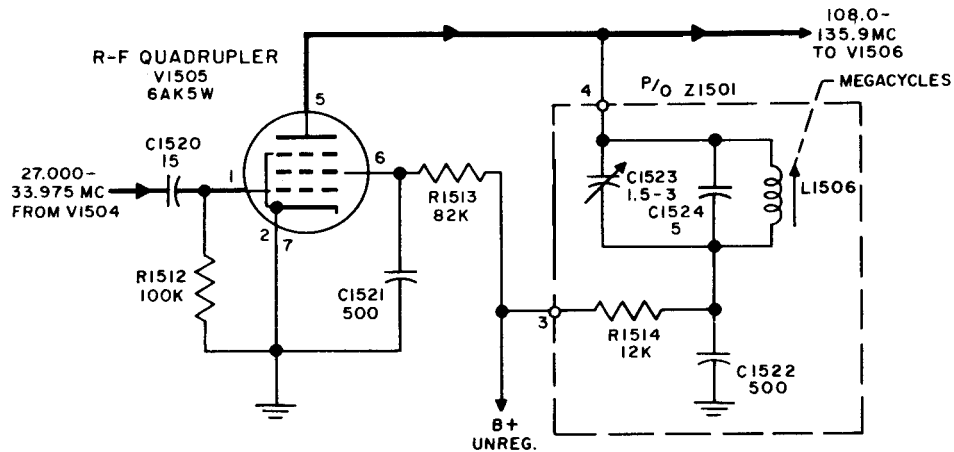 R-F QUADRUPLER
V1505
6AK5W
108.0-
135.9MC
TO V1506
P/O Z1501
MEGACYCLES
5
4
C1520
15
27.000-
33.975 MC
FROM V1504
1
6
R1513
82K
C1523
1.5-3
C1524
5
L1506
2
7
R1512
100K
C1521
500
3
R1514
12K
C1522
500
B+
UNREG.